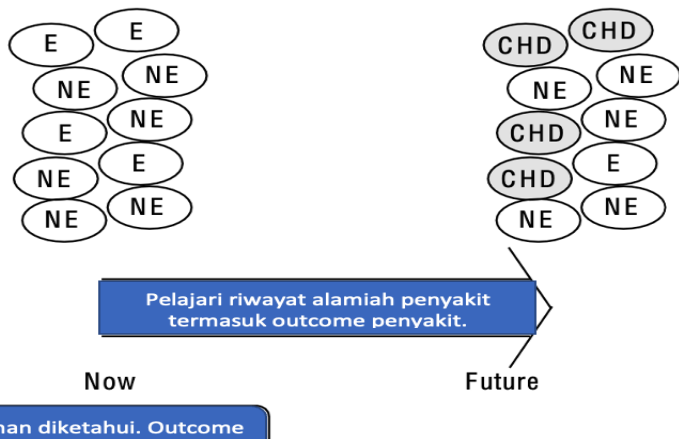 E
E
NE
NE
E
NE
NE
E
NE
NE
CHD
CHD
NE
NE
CHD
NE
CHD
E
NE
NE
Pelajari riwayat alamiah penyakit
termasuk outcome penyakit.
Now
Future
diketahui. Outcome